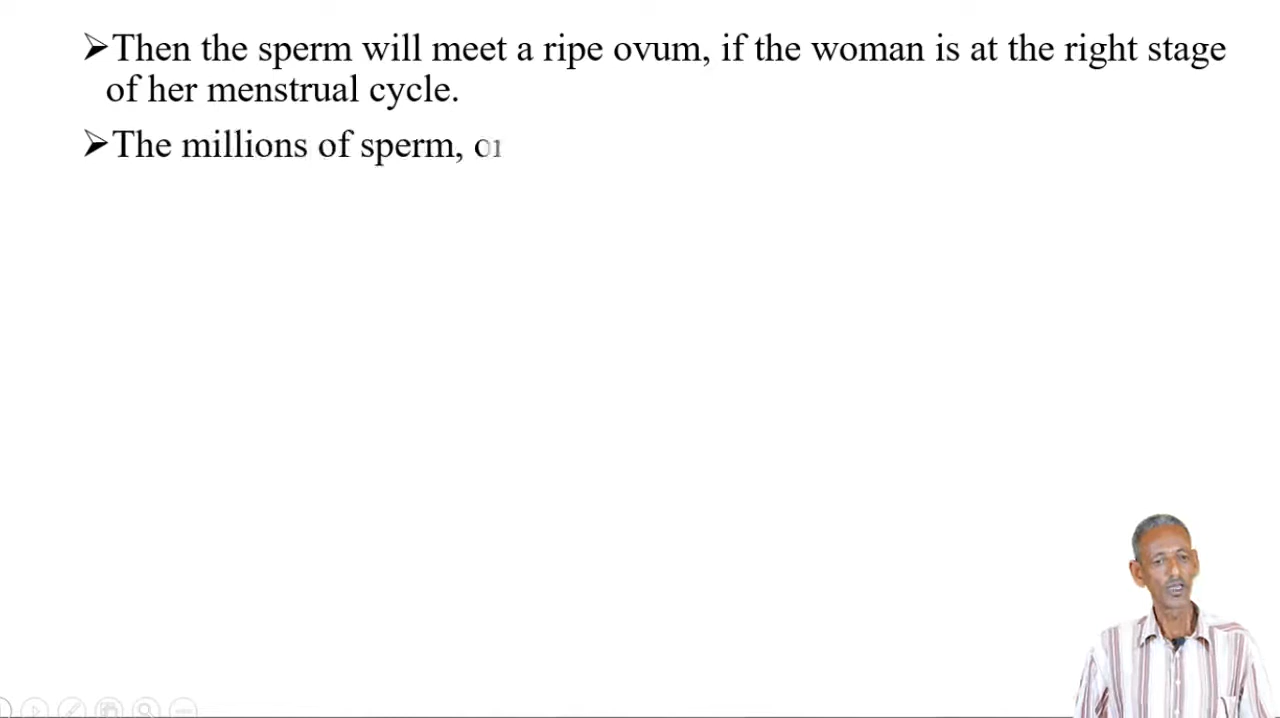 ➢Then the sperm will meet a ripe ovum, if the woman is at the right stage
of her menstrual cycle.
➢The millions of sperm,